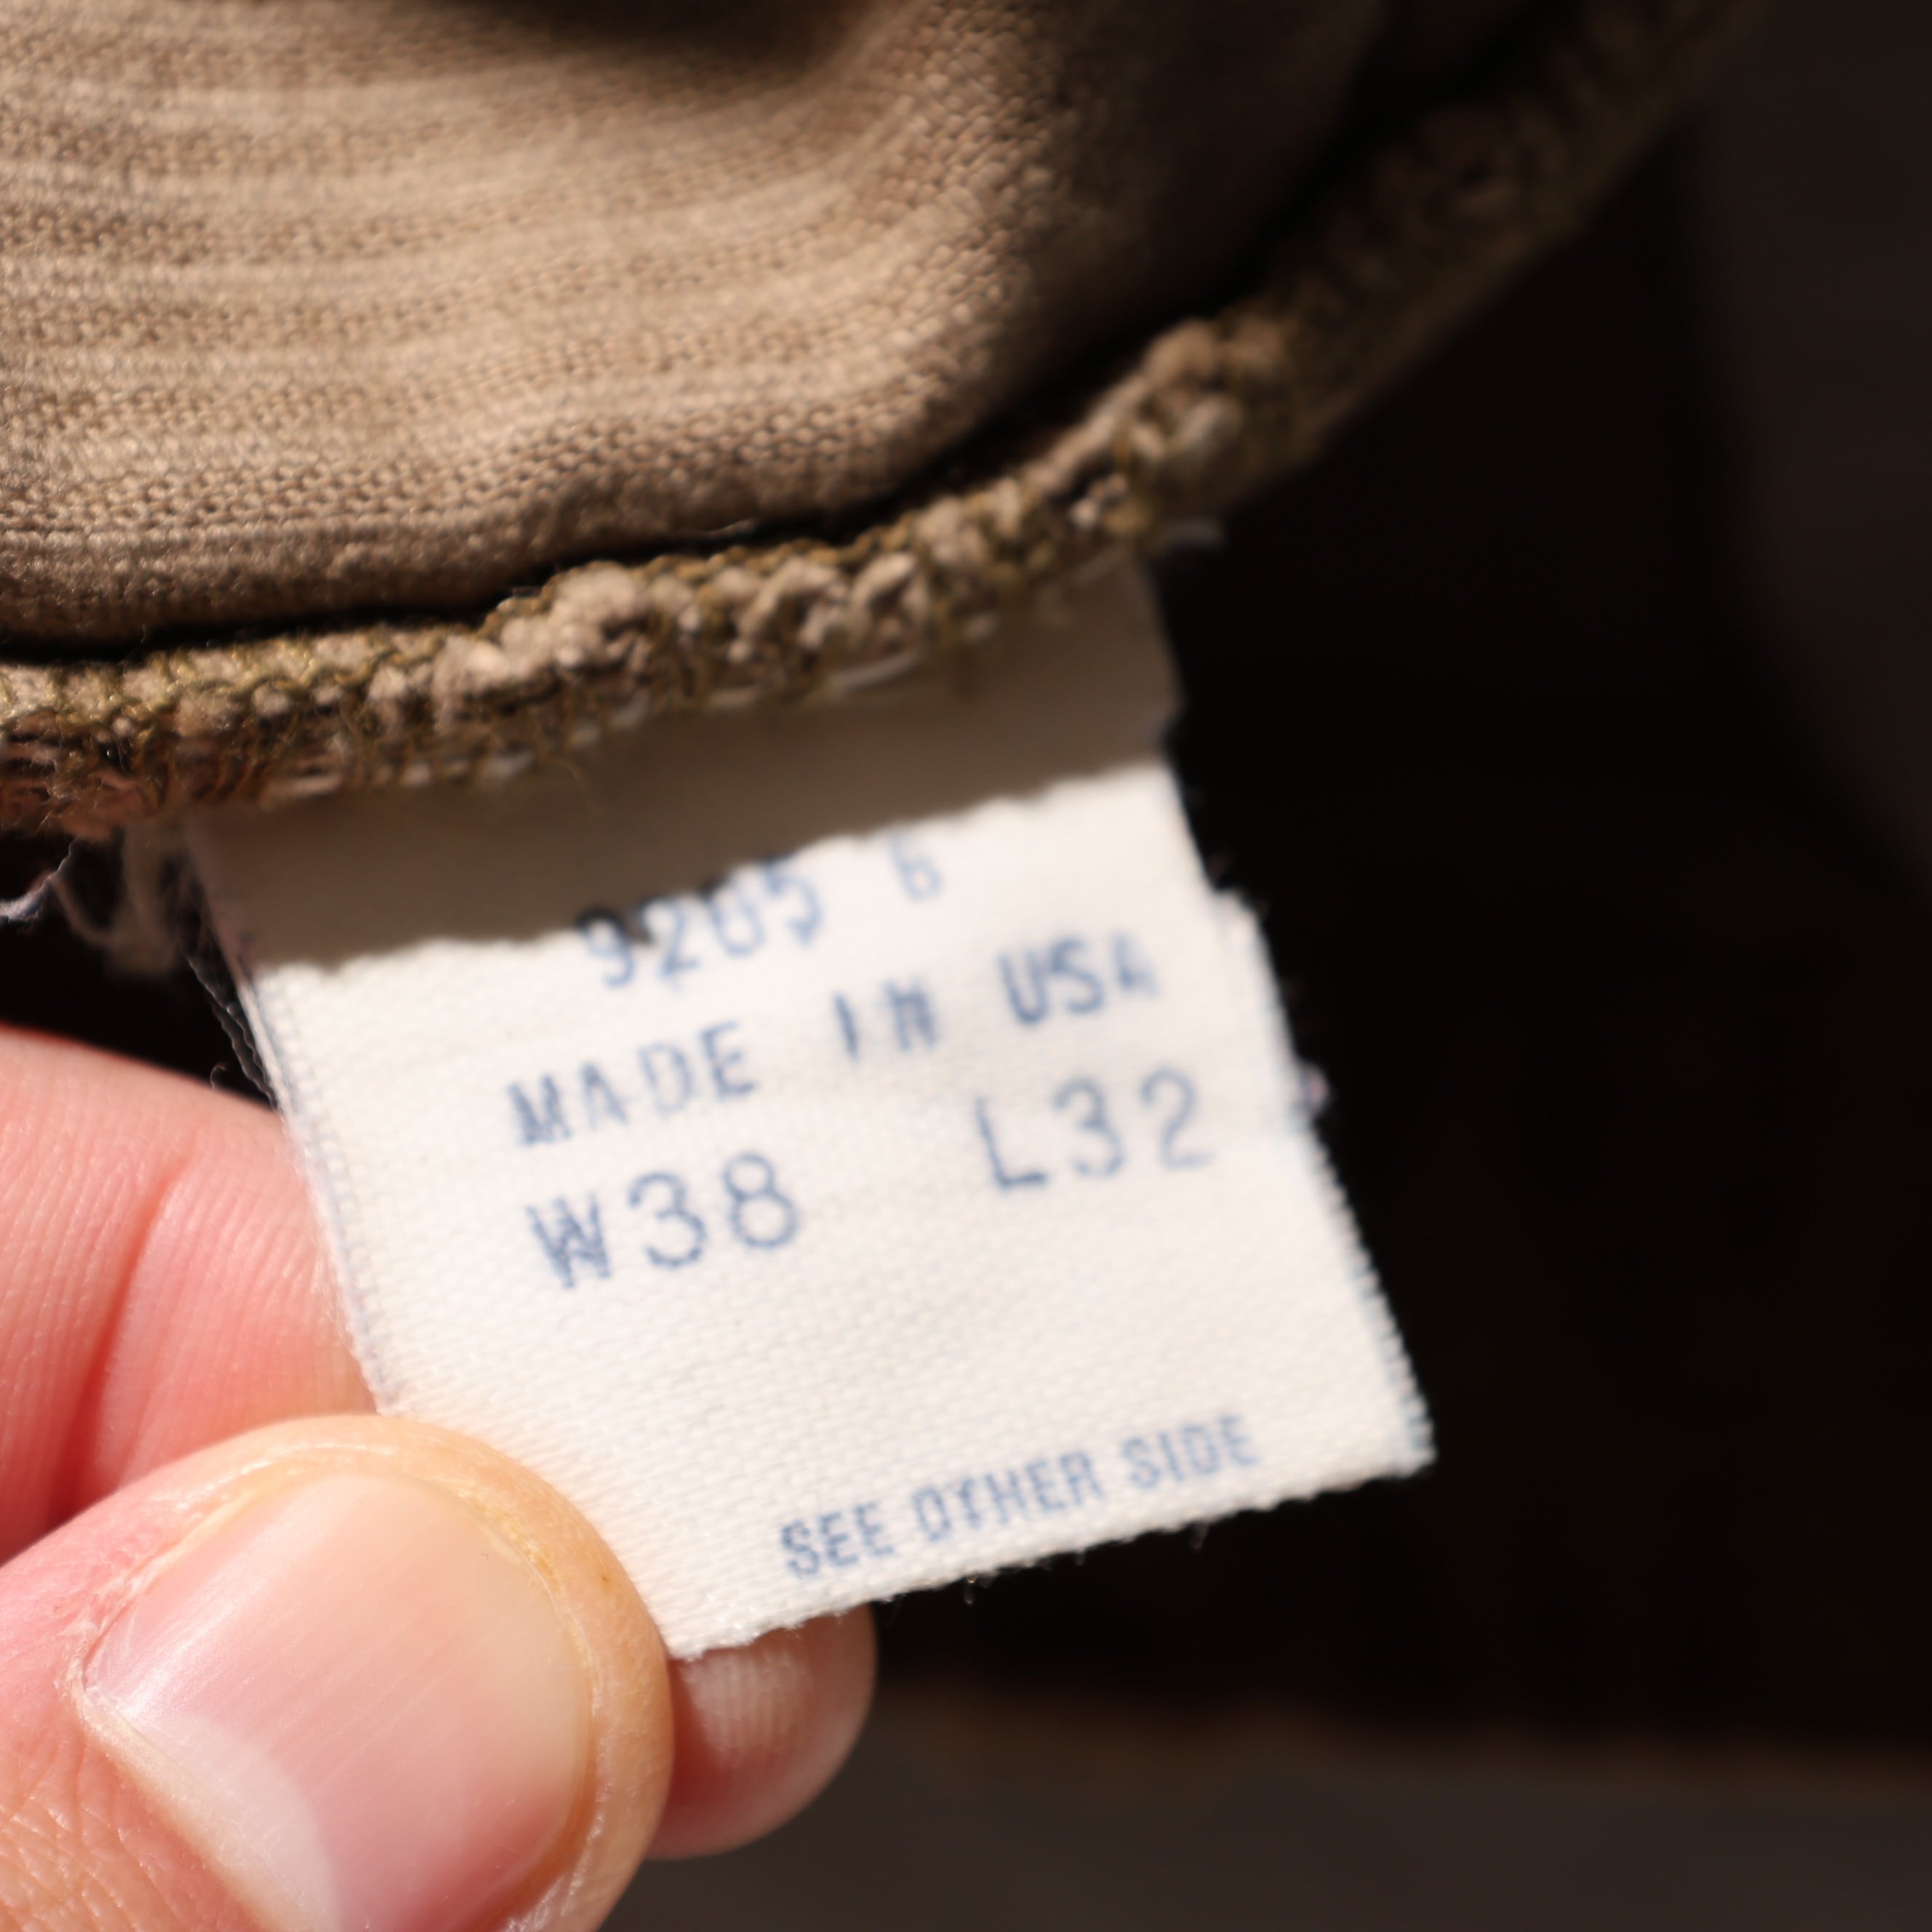 9205 6
MADE IN USA
W38 L32
SEE OTHER SIDE